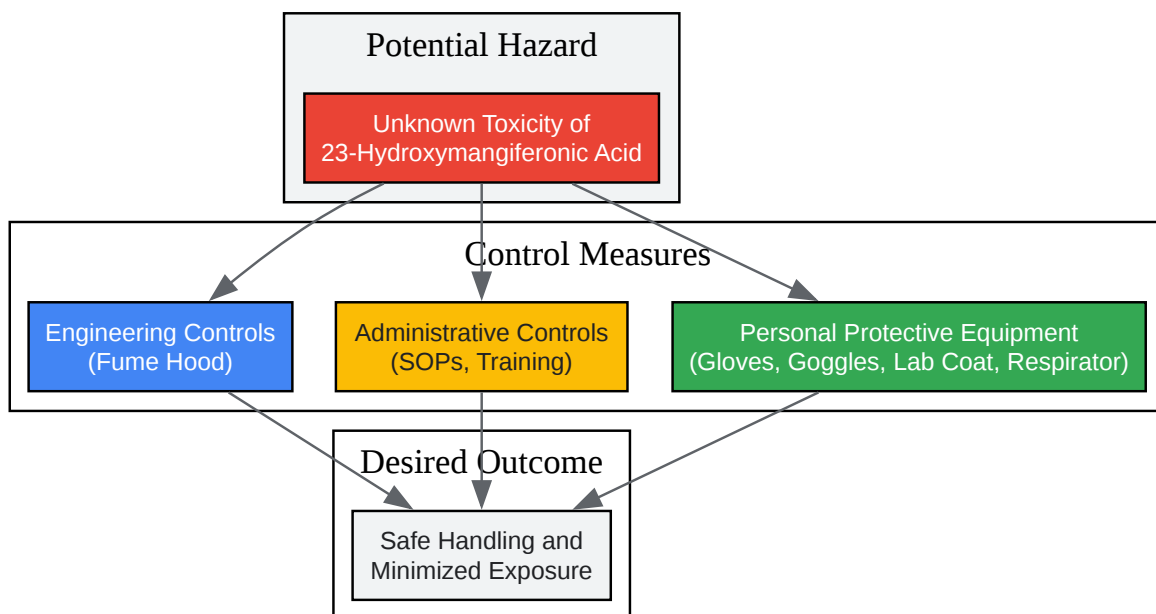 Potential Hazard
Unknown Toxicity of
23-Hydroxymangiferonic Acid
Control Measures
Engineering Controls
(Fume Hood)
Administrative Controls
(SOPs, Training)
Personal Protective Equipment
(Gloves, Goggles, Lab Coat, Respirator)
Desired Outcome
Safe Handling and
Minimized Exposure